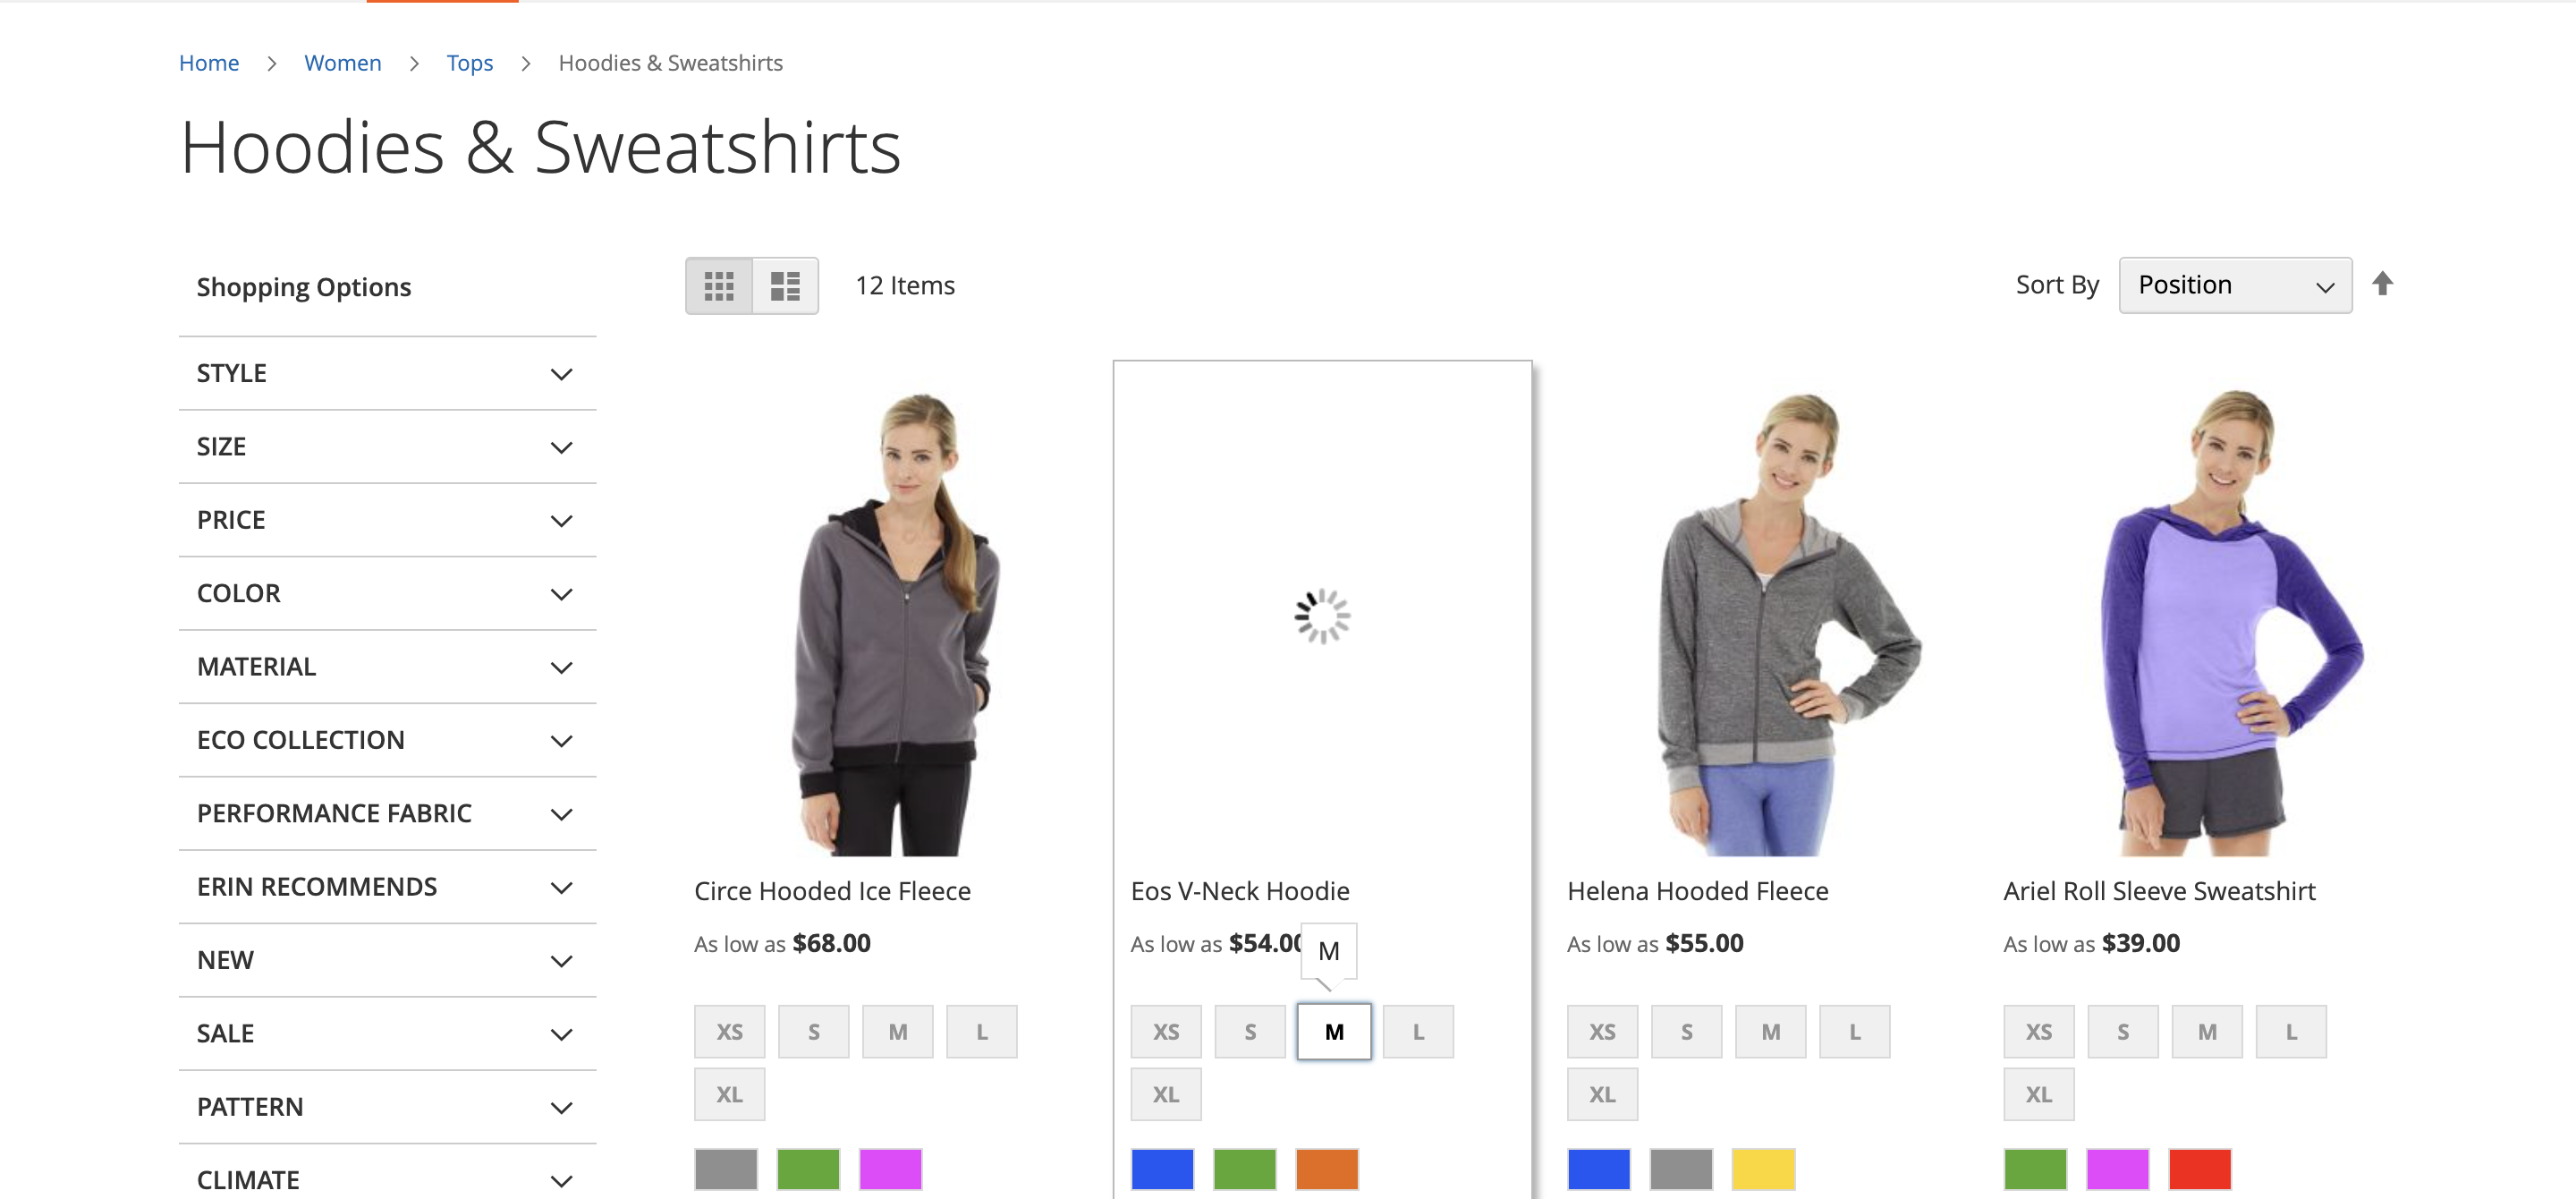 Home > Women > Tops > Hoodies & Sweatshirts
Hoodies & Sweatshirts
Shopping Options
STYLE
SIZE
PRICE
COLOR
MATERIAL
ECO COLLECTION
PERFORMANCE FABRIC
ERIN RECOMMENDS
NEW
SALE
PATTERN
CLIMATE
12 Items
Sort By Position
Circe Hooded Ice Fleece
As low as $68.00
XS S M L
XL
Eos V-Neck Hoodie
As low as $54.00
M
XS S M L
XL
Helena Hooded Fleece
As low as $55.00
XS S M L
XL
Ariel Roll Sleeve Sweatshirt
As low as $39.00
XS S M L
XL